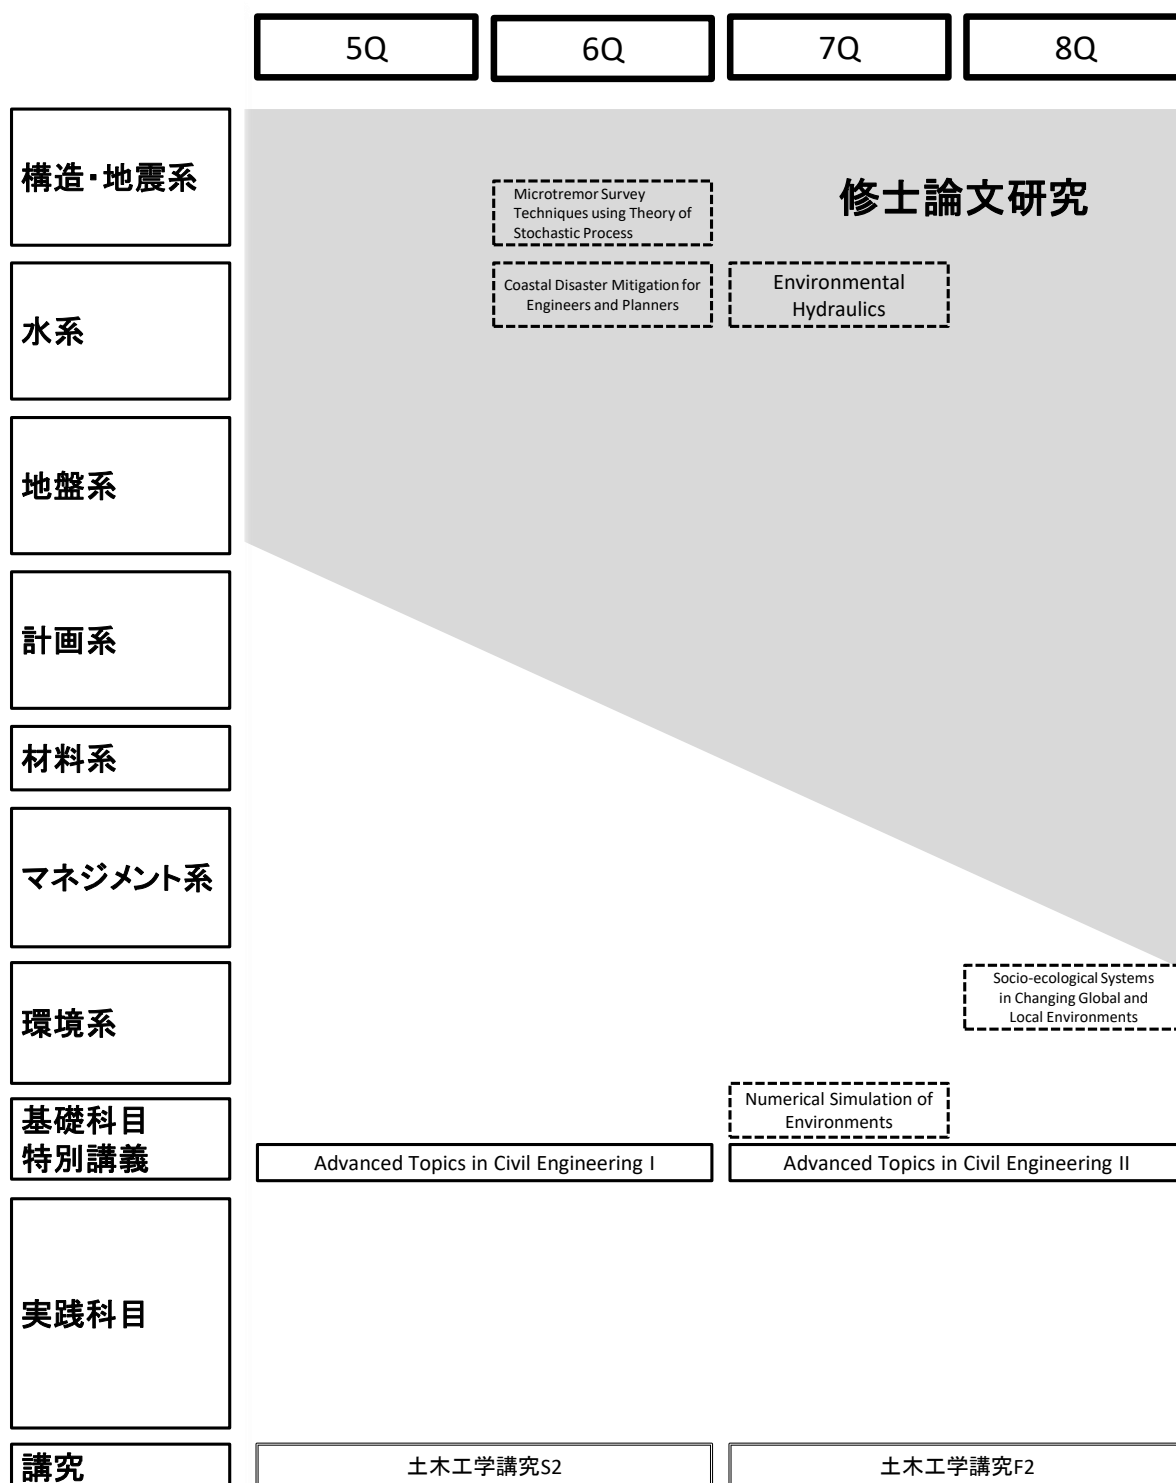 5Q
6Q
7Q
8Q
構造・地震系
Microtremor Survey
Techniques using Theory of
Stochastic Process
修士論文研究
水系
Coastal Disaster Mitigation for
Engineers and Planners
Environmental
Hydraulics
地盤系
計画系
材料系
マネジメント系
環境系
Socio-ecological Systems
in Changing Global and
Local Environments
基礎科目
特別講義
Numerical Simulation of
Environments
Advanced Topics in Civil Engineering I
Advanced Topics in Civil Engineering II
実践科目
講究
土木工学講究S2
土木工学講究F2